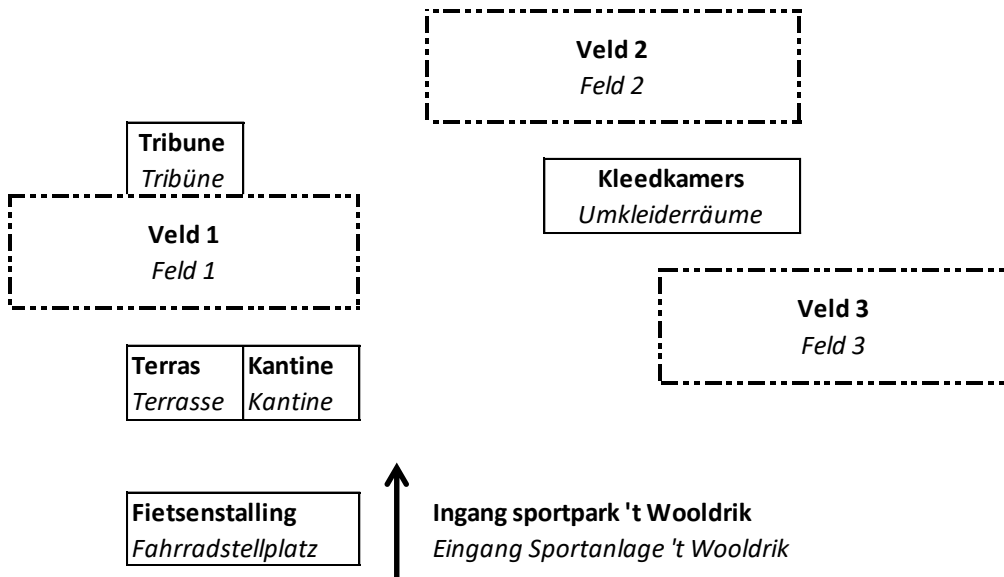 Veld 2
Feld 2
Tribune
Tribüne
Kleedkamers
Umkleiderräume
Veld 1
Feld 1
Veld 3
Feld 3
Terras
Terrasse
Kantine
Kantine
Fietsenstalling
Fahrradstellplatz
Ingang sportpark 't Wooldrik
Eingang Sportanlage 't Wooldrik